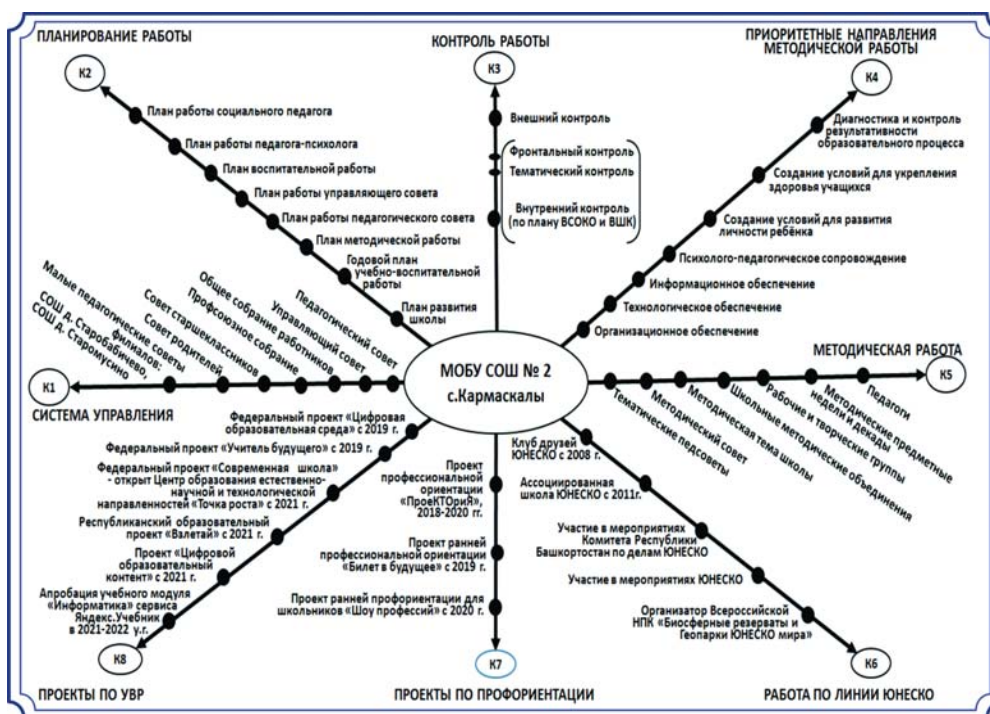 ПЛАНИРОВАНИЕ РАБОТЫ
К2
План работы социального педагога
План работы педагога-психолога
План воспитательной работы
План работы управляющего совета
План работы педагогического совета
План методической работы
Годовой план
учебно-воспитательной
работы
План развития
школы
КОНТРОЛЬ РАБОТЫ
К3
Внешний контроль
Фронтальный контроль
Тематический контроль
Внутренний контроль
(по плану ВСОКО и ВШК)
ПРИОРИТЕТНЫЕ НАПРАВЛЕНИЯ
МЕТОДИЧЕСКОЙ РАБОТЫ
К4
Диагностика и контроль
результативности
образовательного процесса
Создание условий для укрепления
здоровья учащихся
Создание условий для развития
личности ребёнка
Психолого-педагогическое сопровождение
Информационное обеспечение
Технологическое обеспечение
Организационное обеспечение
МОБУ СОШ № 2
с.Кармаскалы
К1
СИСТЕМА УПРАВЛЕНИЯ
Малые педагогические советы
филиалов:
СОШ д. Старобабичево,
СОШ д. Старомусино
Совет родителей
Совет старшеклассников
Профсоюзное собрание
Общее собрание работников
Управляющий совет
Педагогический совет
МЕТОДИЧЕСКАЯ РАБОТА
К5
Тематические педсоветы
Методический совет
Методическая тема школы
Школьные методические объединения
Рабочие и творческие группы
Методические предметные
недели и декады
Педагоги
Федеральный проект «Цифровая
образовательная среда» с 2019 г.
Федеральный проект «Учитель будущего» с 2019 г.
Федеральный проект «Современная школа»
- открыт Центр образования естественно-
научной и технологической
направленностей «Точка роста» с 2021 г.
Республиканский образовательный
проект «Взлетай» с 2021 г.
Проект «Цифровой
образовательный
контент» с 2021 г.
Апробация учебного модуля
«Информатика» сервиса
Яндекс.Учебник
в 2021-2022 у.г.
К8
ПРОЕКТЫ ПО УВР
Проект
профессиональной
ориентации
«ПроеКТОриЯ»,
2018-2020 гг.
Проект ранней
профессиональной ориентации
«Билет в будущее» с 2019 г.
Проект ранней профориентации для
школьников «Шоу профессий» с 2020 г.
К7
ПРОЕКТЫ ПО ПРОФОРИЕНТАЦИИ
Клуб друзей
ЮНЕСКО с 2008 г.
Ассоциированная
школа ЮНЕСКО с 2011г.
Участие в мероприятиях
Комитета Республики
Башкортостан по делам ЮНЕСКО
Участие в мероприятиях ЮНЕСКО
Организатор Всероссийской
НПК «Биосферные резерваты и
Геопарки ЮНЕСКО мира»
К6
РАБОТА ПО ЛИНИИ ЮНЕСКО